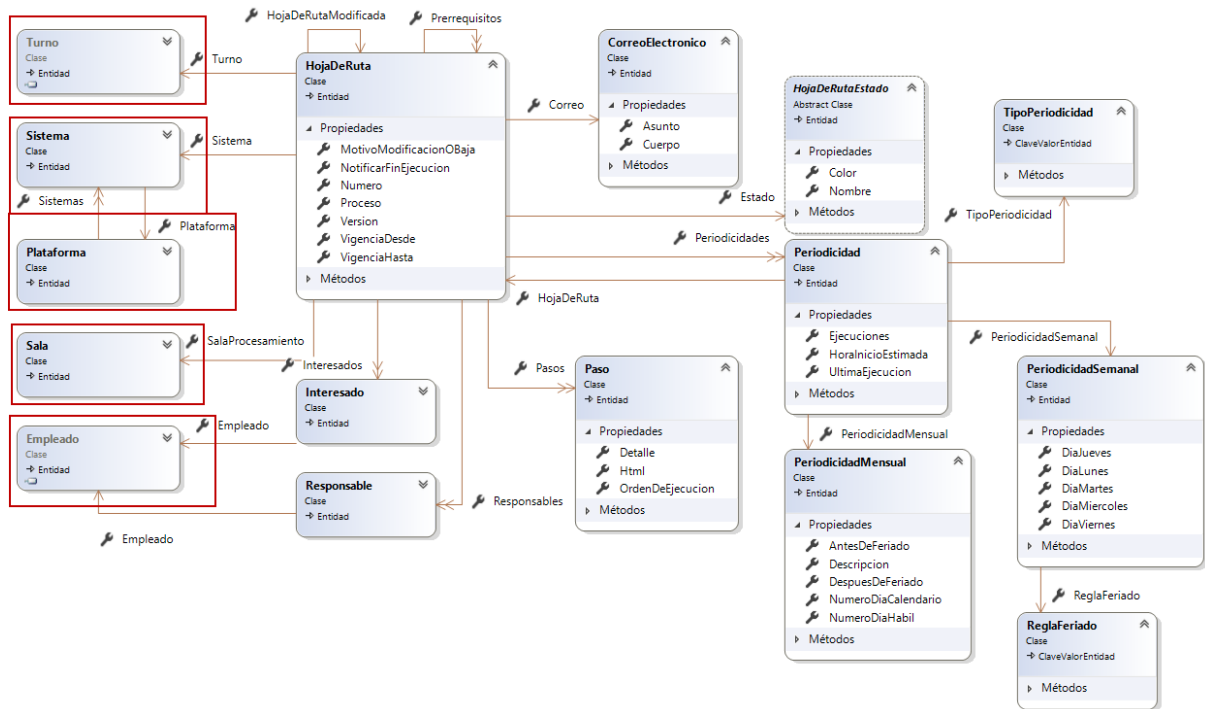 HojaDeRutaModificada
Prerrequisitos
Turno
Clase
Entidad
Turno
HojaDeRuta
Clase
Entidad
Propiedades
MotivoModificacionOBaja
NotificarFinEjecucion
Numero
Proceso
Version
VigenciaDesde
VigenciaHasta
Métodos
CorreoElectronico
Clase
Entidad
Propiedades
Asunto
Cuerpo
Métodos
Correo
HojaDeRutaEstado
Abstract Clase
Entidad
Propiedades
Color
Nombre
Métodos
Estado
TipoPeriodicidad
Clase
ClaveValorEntidad
Métodos
TipoPeriodicidad
Sistema
Clase
Entidad
Sistema
Sistemas
Plataforma
Plataforma
Clase
Entidad
Periodicidades
HojaDeRuta
Periodicidad
Clase
Entidad
Propiedades
Ejecuciones
HoraInicioEstimada
UltimaEjecucion
Métodos
PeriodicidadSemanal
Sala
Clase
Entidad
SalaProcesamiento
Interesados
Interesado
Clase
Entidad
Empleado
Empleado
Clase
Entidad
Responsable
Clase
Entidad
Responsables
Empleado
Pasos
Paso
Clase
Entidad
Propiedades
Detalle
Html
OrdenDeEjecucion
Métodos
PeriodicidadMensual
PeriodicidadMensual
Clase
Entidad
Propiedades
AntesDeFeriado
Descripcion
DespuesDeFeriado
NumeroDiaCalendario
NumeroDiaHabil
Métodos
PeriodicidadSemanal
Clase
Entidad
Propiedades
DiaJueves
DiaLunes
DiaMartes
DiaMiercoles
DiaViernes
Métodos
ReglaFeriado
ReglaFeriado
Clase
ClaveValorEntidad
Métodos